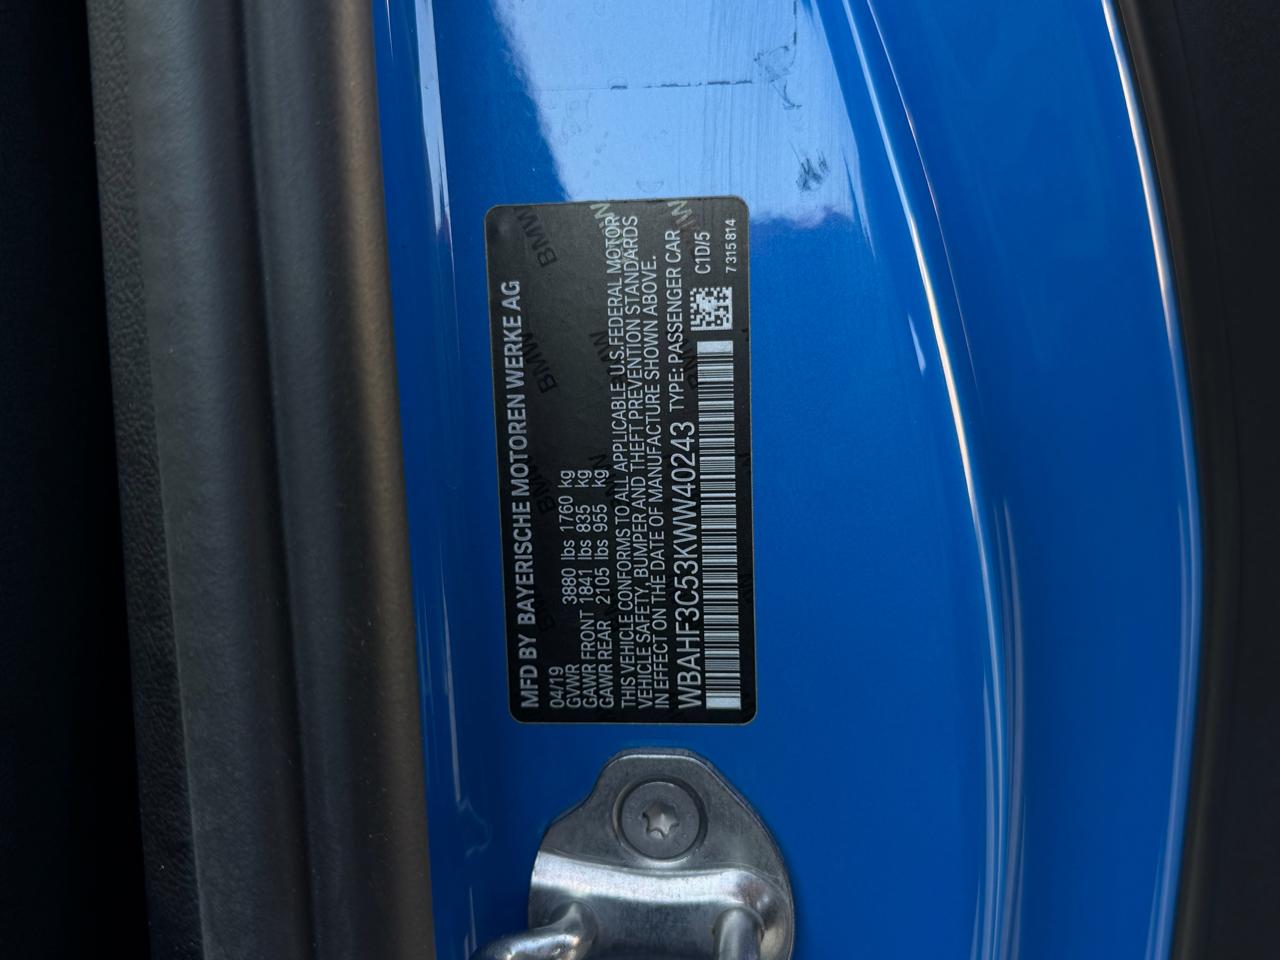 MFD BY BAYERISCHE MOTOREN WERKE AG
04/19
GVWR 3880 lbs 1760 kg
GAWR FRONT 1841 lbs 835 kg
GAWR REAR 2105 lbs 955 kg
THIS VEHICLE CONFORMS TO ALL APPLICABLE U.S.FEDERAL MOTOR
VEHICLE SAFETY, BUMPER AND THEFT PREVENTION STANDARDS
IN EFFECT ON THE DATE OF MANUFACTURE SHOWN ABOVE.
WBAHF3C53KWW40243 TYPE: PASSENGER CAR
C1D/5
7 315 814